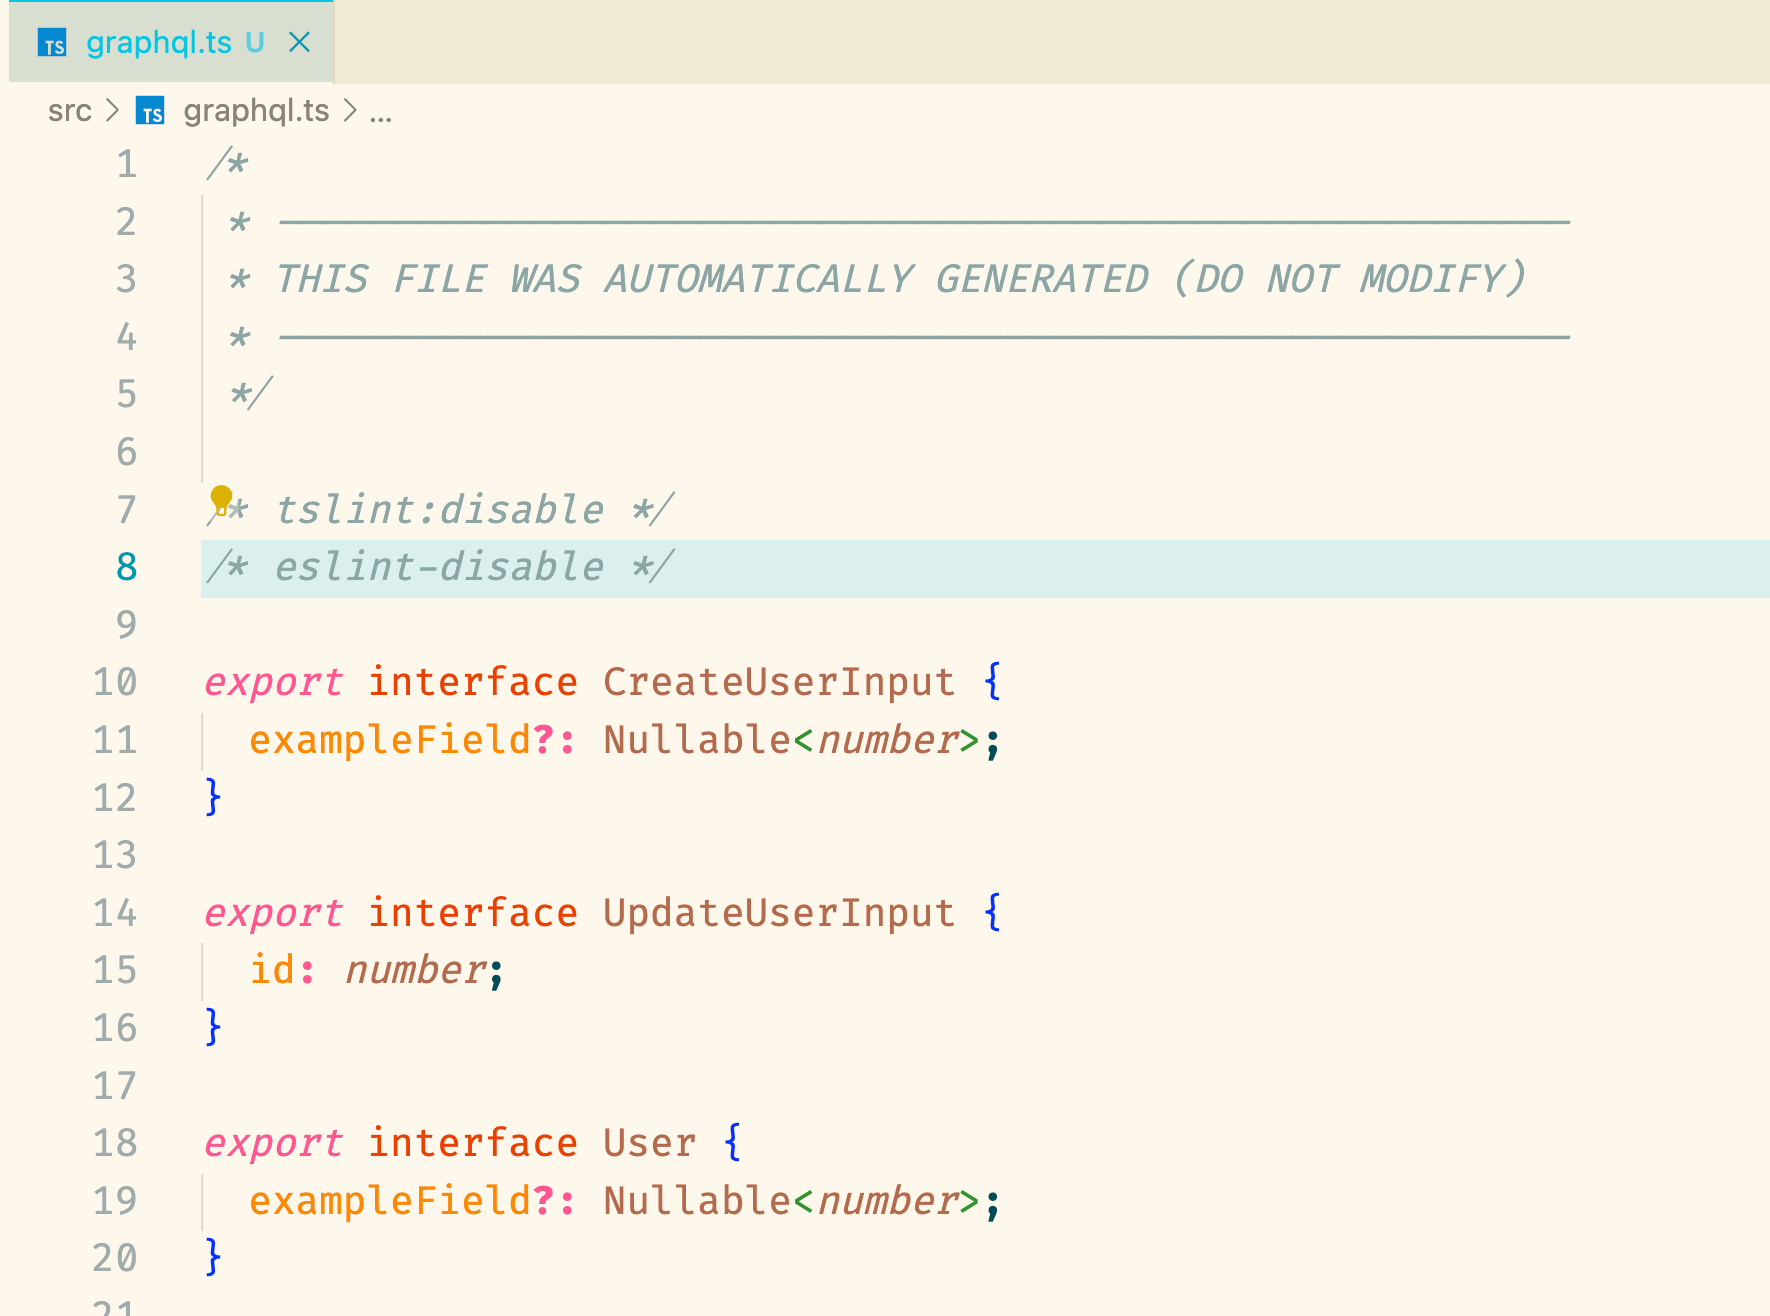 TS graphql.ts U
src > TS graphql.ts > ...
1 /*
2  * -------------------------------------------------------
3  * THIS FILE WAS AUTOMATICALLY GENERATED (DO NOT MODIFY)
4  * -------------------------------------------------------
5  */
6
7 /* tslint:disable */
8 /* eslint-disable */
9
10 export interface CreateUserInput {
11   exampleField?: Nullable<number>;
12 }
13
14 export interface UpdateUserInput {
15   id: number;
16 }
17
18 export interface User {
19   exampleField?: Nullable<number>;
20 }
21